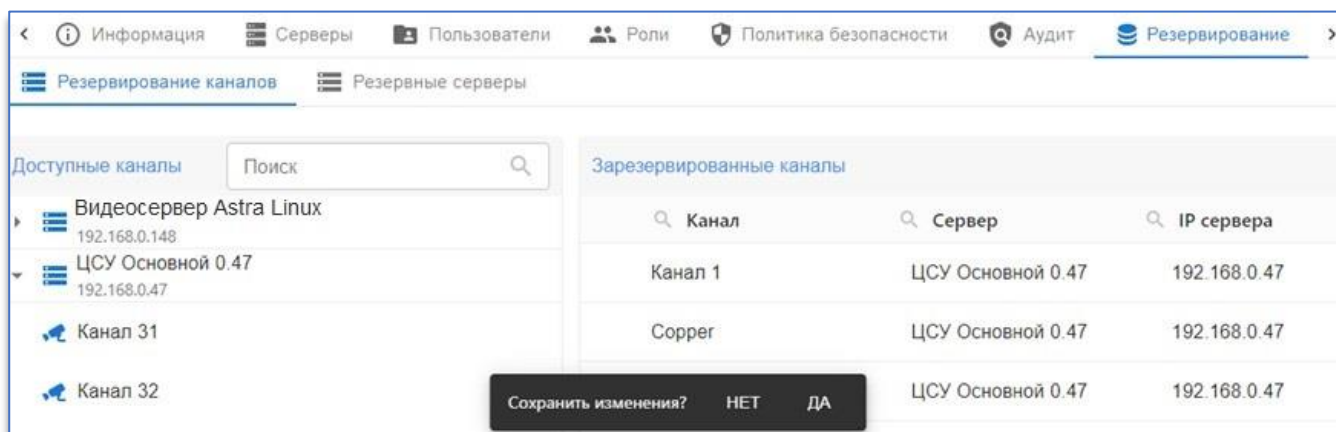 Информация Серверы Пользователи Роли Политика безопасности Аудит Резервирование
Резервирование каналов Резервные серверы
Доступные каналы Поиск Зарезервированные каналы
Видеосервер Astra Linux
192.168.0.148
Канал Сервер IP сервера
ЦСУ Основной 0.47
192.168.0.47
Канал 1 ЦСУ Основной 0.47 192.168.0.47
Канал 31 Copper ЦСУ Основной 0.47 192.168.0.47
Канал 32 ЦСУ Основной 0.47 192.168.0.47
Сохранить изменения? НЕТ ДА